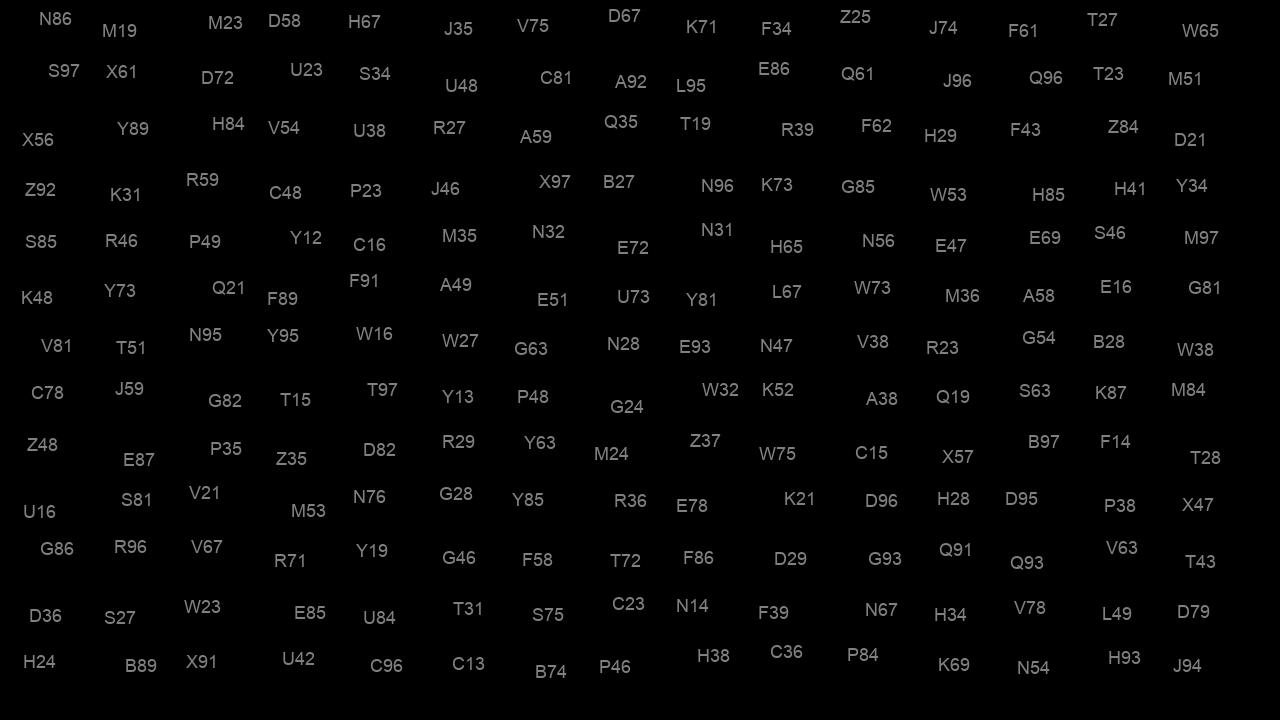 N86 M19 M23 D58 H67 J35 V75 D67 K71 F34 Z25 J74 F61 T27 W65
S97 X61 D72 U23 S34 U48 C81 A92 L95 E86 Q61 J96 Q96 T23 M51
X56 Y89 H84 V54 U38 R27 A59 Q35 T19 R39 F62 H29 F43 Z84 D21
Z92 K31 R59 C48 P23 J46 X97 B27 N96 K73 G85 W53 H85 H41 Y34
S85 R46 P49 Y12 C16 M35 N32 E72 N31 H65 N56 E47 E69 S46 M97
K48 Y73 Q21 F89 F91 A49 E51 U73 Y81 L67 W73 M36 A58 E16 G81
V81 T51 N95 Y95 W16 W27 G63 N28 E93 N47 V38 R23 G54 B28 W38
C78 J59 G82 T15 T97 Y13 P48 G24 W32 K52 A38 Q19 S63 K87 M84
Z48 E87 P35 Z35 D82 R29 Y63 M24 Z37 W75 C15 X57 B97 F14 T28
U16 S81 V21 M53 N76 G28 Y85 R36 E78 K21 D96 H28 D95 P38 X47
G86 R96 V67 R71 Y19 G46 F58 T72 F86 D29 G93 Q91 Q93 V63 T43
D36 S27 W23 E85 U84 T31 S75 C23 N14 F39 N67 H34 V78 L49 D79
H24 B89 X91 U42 C96 C13 B74 P46 H38 C36 P84 K69 N54 H93 J94